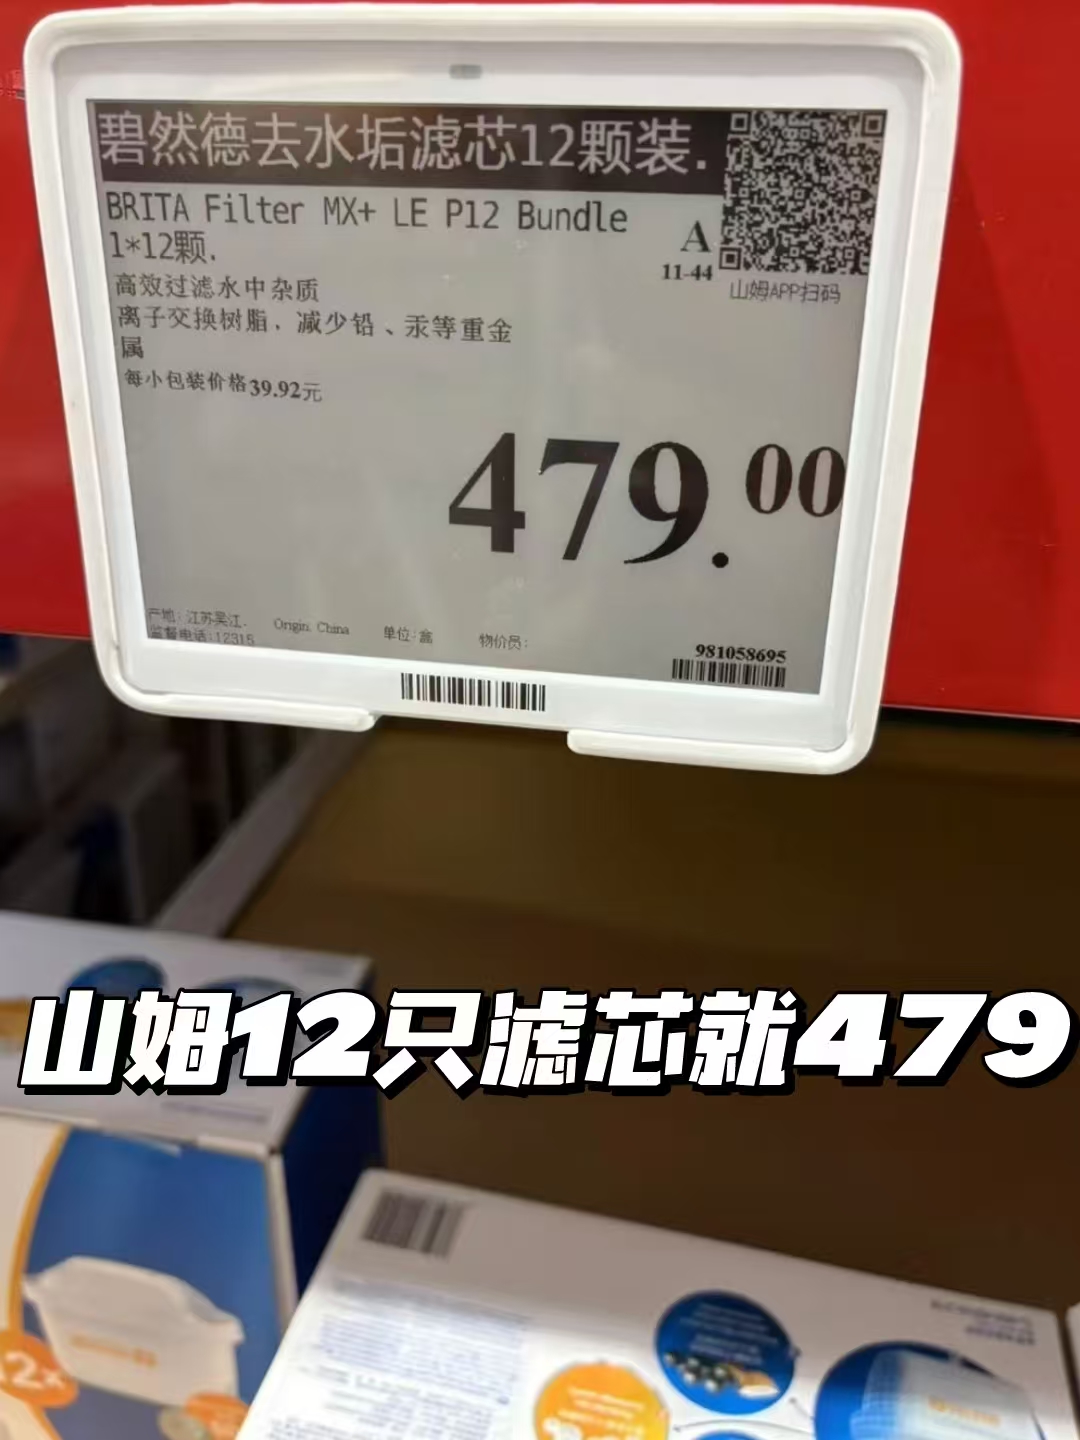 碧然德去水垢滤芯12颗装.
BRITA Filter MX+ LE P12 Bundle
1*12颗.
A
11-44
山姆APP扫码
高效过滤水中杂质
离子交换树脂，减少铅、汞等重金
属
每小包装价格39.92元
479.00
产地:江苏吴江.
Origin: China
单位:盒
物价员:
监督电话:12315
981058695
山姆12只滤芯就479